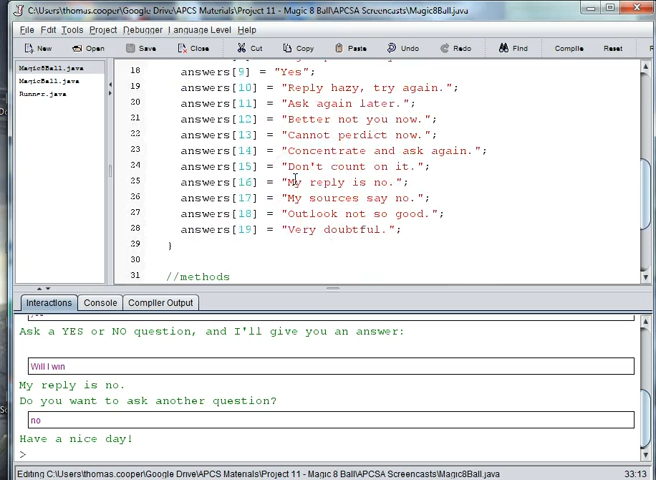 C:\Users\thomas.cooper\Google Drive\APCS Materials\Project 11 - Magic 8 Ball\APCSA Screencasts\Magic8Ball.java
File Edit Tools Project Debugger Language Level Help
New Open Save Close Cut Copy Paste Undo Redo Find Compile Reset
Magic8Ball.java
Magic8Ball.java
Runner.java
18 answers[9] = "Yes";
19 answers[10] = "Reply hazy, try again.";
20 answers[11] = "Ask again later.";
21 answers[12] = "Better not you now.";
22 answers[13] = "Cannot perdict now.";
23 answers[14] = "Concentrate and ask again.";
24 answers[15] = "Don't count on it.";
25 answers[16] = "My reply is no.";
26 answers[17] = "My sources say no.";
27 answers[18] = "Outlook not so good.";
28 answers[19] = "Very doubtful.";
29 }
30
31 //methods
Interactions Console Compiler Output
Ask a YES or NO question, and I'll give you an answer:
Will I win
My reply is no.
Do you want to ask another question?
no
Have a nice day!
>
Editing C:\Users\thomas.cooper\Google Drive\APCS Materials\Project 11 - Magic 8 Ball\APCSA Screencasts\Magic8Ball.java 33:13